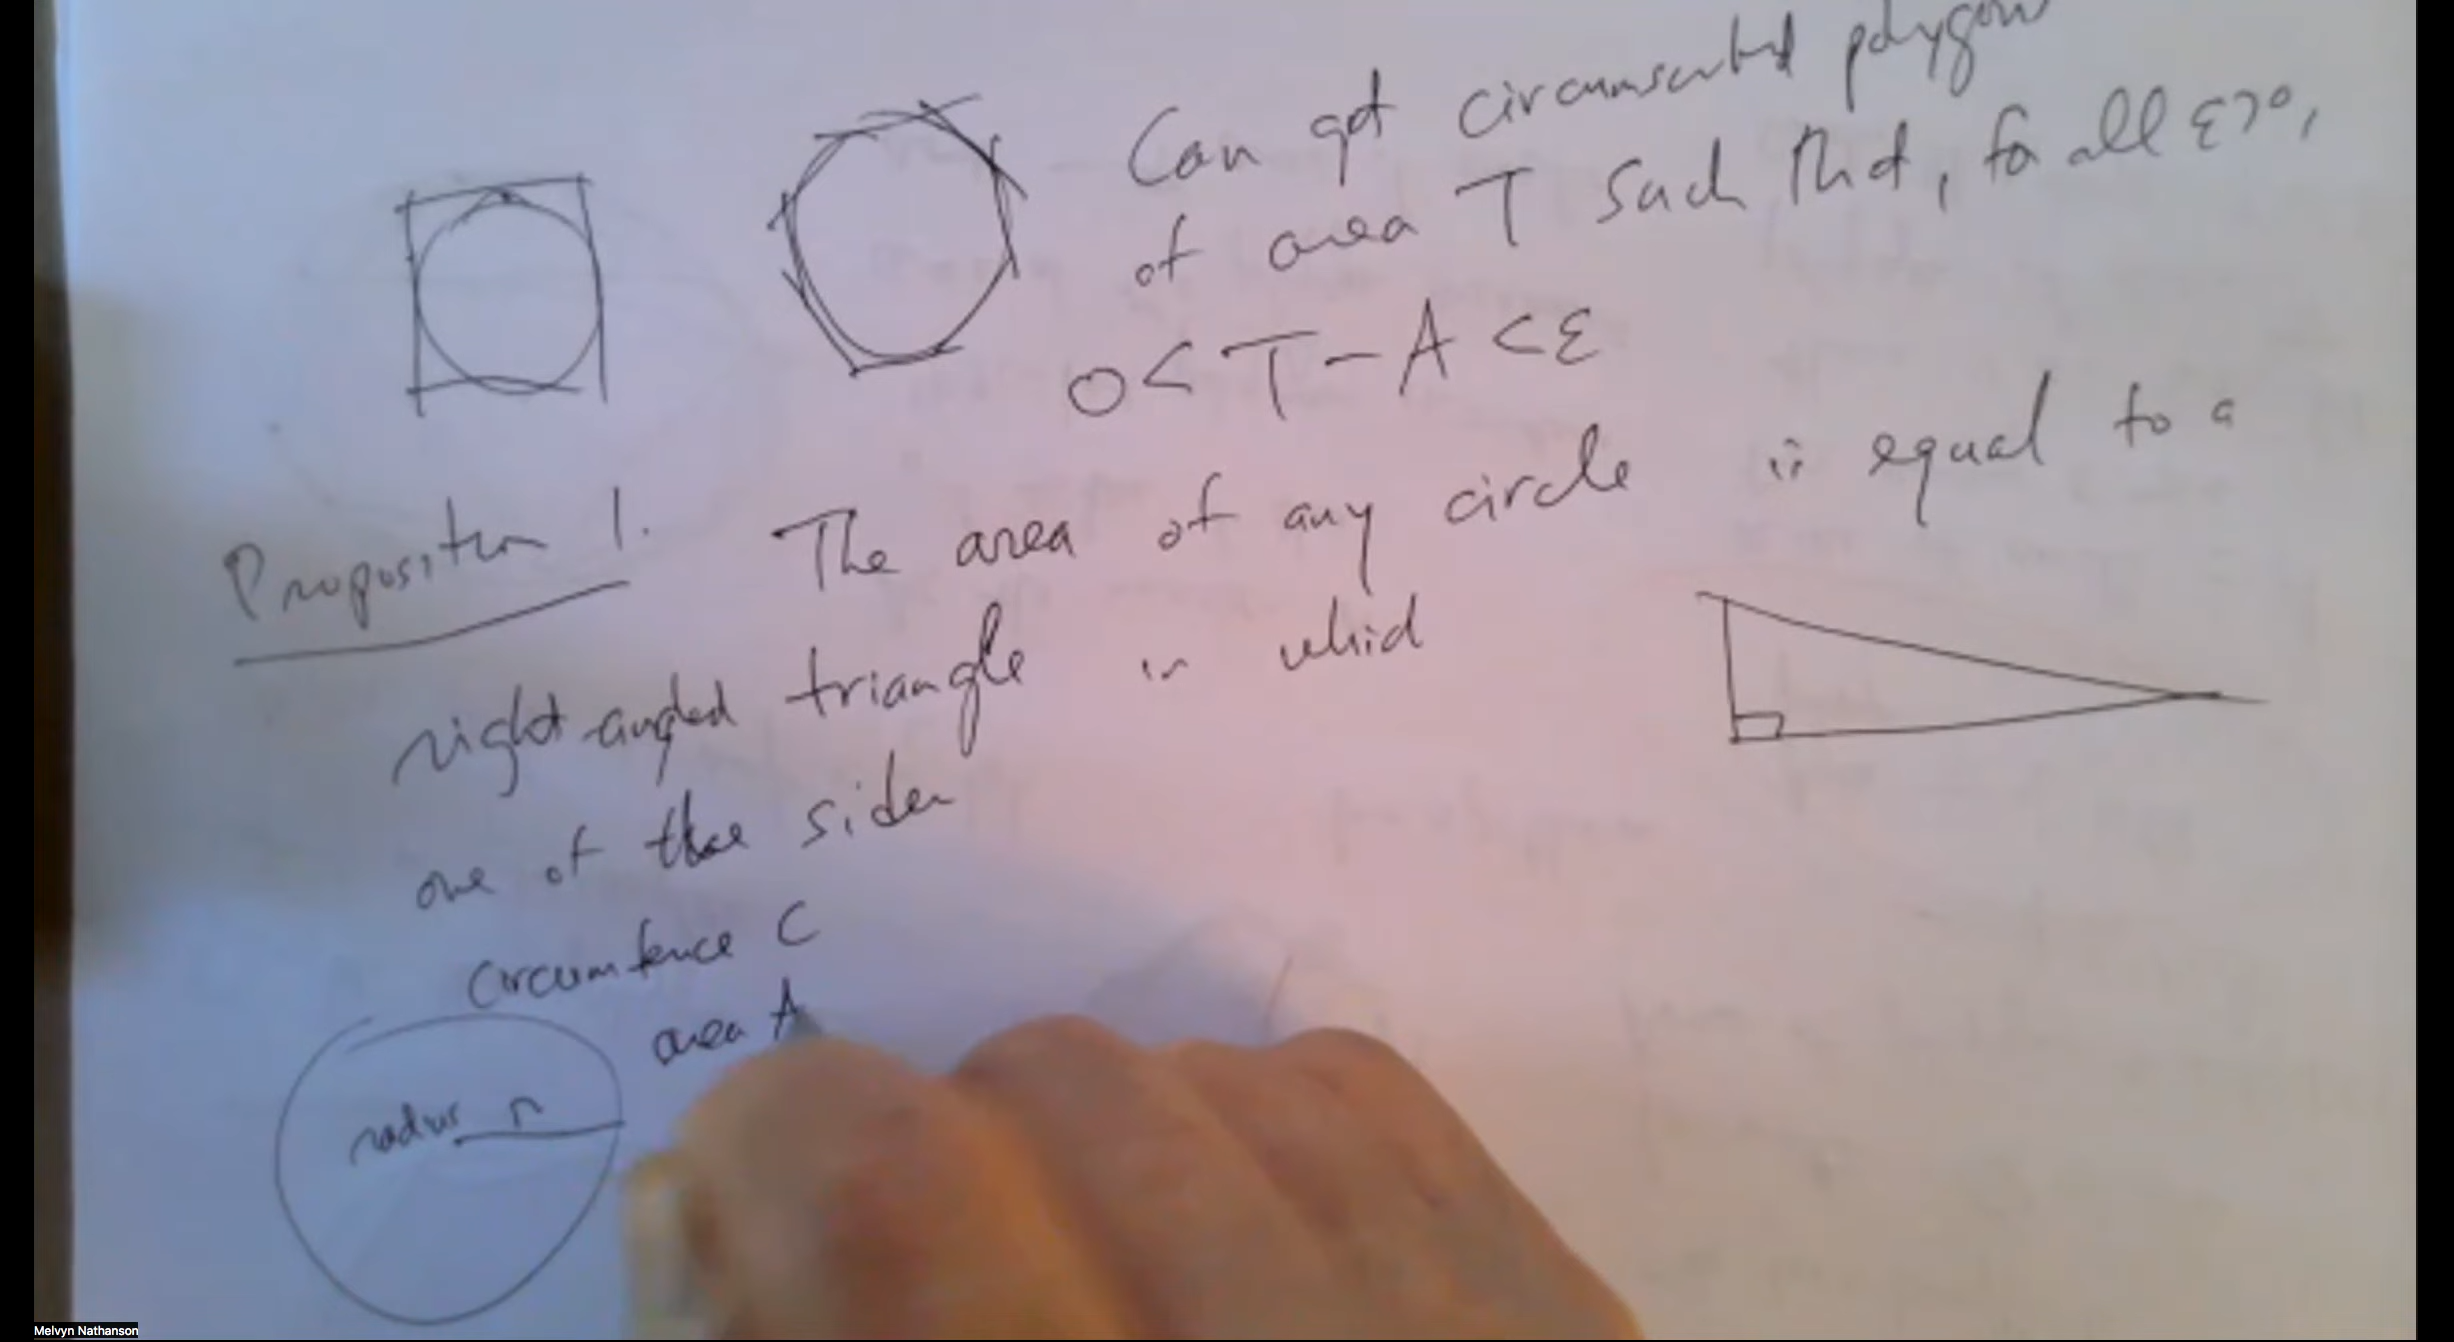 Can get circumscribed polygon
of area T such that, for all ε>0,
0<T-A<ε
Proposition 1. The area of any circle is equal to a
right-angled triangle in which
one of the sides
circumference C
area A
radius r
Melvyn Nathanson